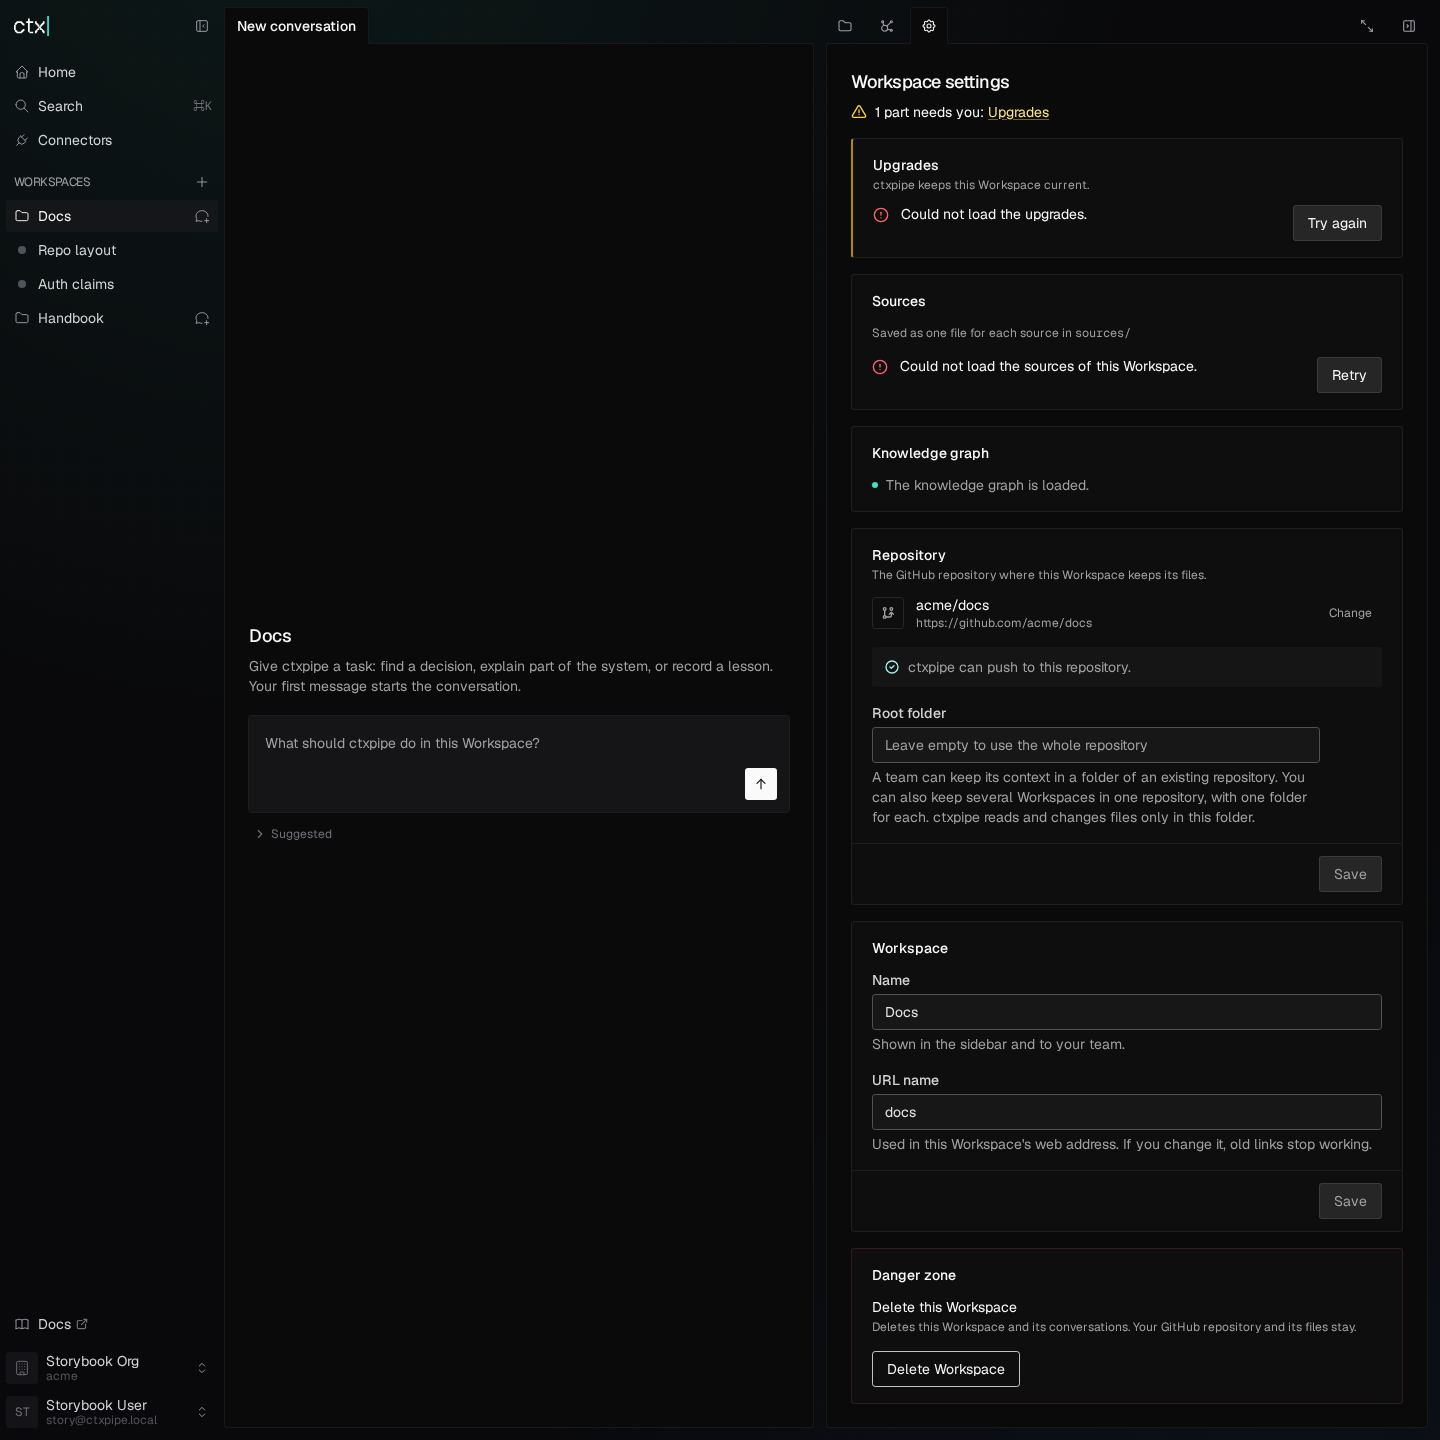 ctx
Home
Search ⌘K
Connectors
WORKSPACES
Docs
Repo layout
Auth claims
Handbook
Docs
Storybook Org
acme
ST
Storybook User
story@ctxpipe.local
New conversation
Docs
Give ctxpipe a task: find a decision, explain part of the system, or record a lesson.
Your first message starts the conversation.
What should ctxpipe do in this Workspace?
Suggested
Workspace settings
1 part needs you: Upgrades
Upgrades
ctxpipe keeps this Workspace current.
Could not load the upgrades.
Try again
Sources
Saved as one file for each source in sources/
Could not load the sources of this Workspace.
Retry
Knowledge graph
The knowledge graph is loaded.
Repository
The GitHub repository where this Workspace keeps its files.
acme/docs
https://github.com/acme/docs
Change
ctxpipe can push to this repository.
Root folder
Leave empty to use the whole repository
A team can keep its context in a folder of an existing repository. You
can also keep several Workspaces in one repository, with one folder
for each. ctxpipe reads and changes files only in this folder.
Save
Workspace
Name
Docs
Shown in the sidebar and to your team.
URL name
docs
Used in this Workspace's web address. If you change it, old links stop working.
Save
Danger zone
Delete this Workspace
Deletes this Workspace and its conversations. Your GitHub repository and its files stay.
Delete Workspace